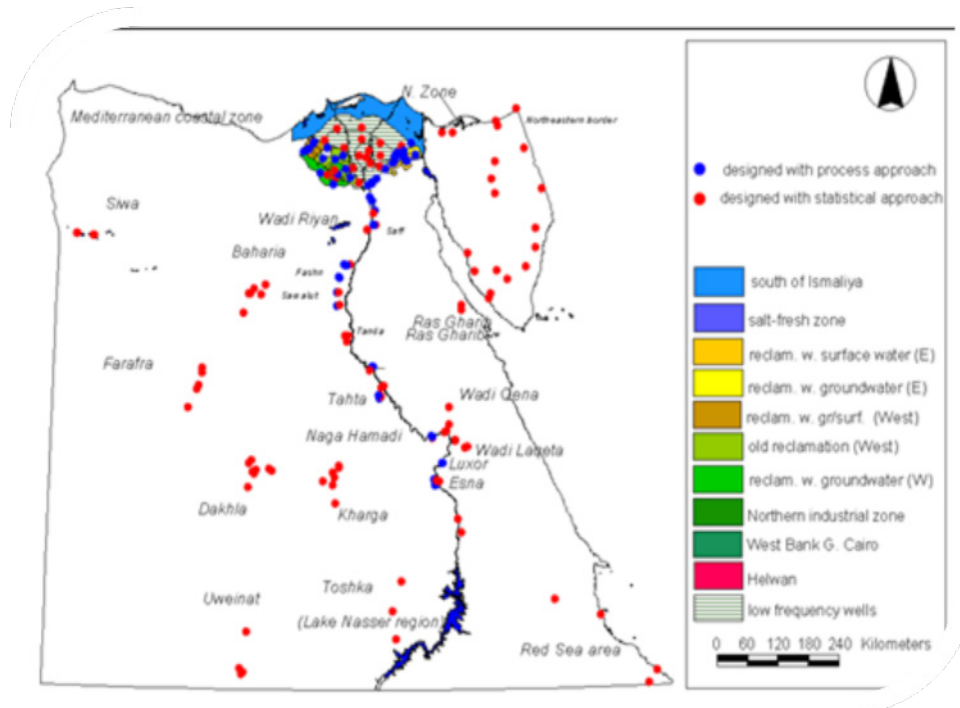 N. Zone
Mediterranean coastal zone
Northeastern border
Siwa
Wadi Riyan
Saff
Baharia
Fashn
Ras Gharib
Ras Gharib
Tanda
Farafra
Tahta
Wadi Qena
Naga Hamadi
Wadi Laqeta
Luxor
Esna
Dakhla
Kharga
Toshka
Uweinat
(Lake Nasser region)
Red Sea area
designed with process approach
designed with statistical approach
south of Ismaliya
salt-fresh zone
reclam. w. surface water (E)
reclam. w. groundwater (E)
reclam. w. gr/surf. (West)
old reclamation (West)
reclam. w. groundwater (W)
Northern industrial zone
West Bank G. Cairo
Helwan
low frequency wells
0 60 120 180 240 Kilometers